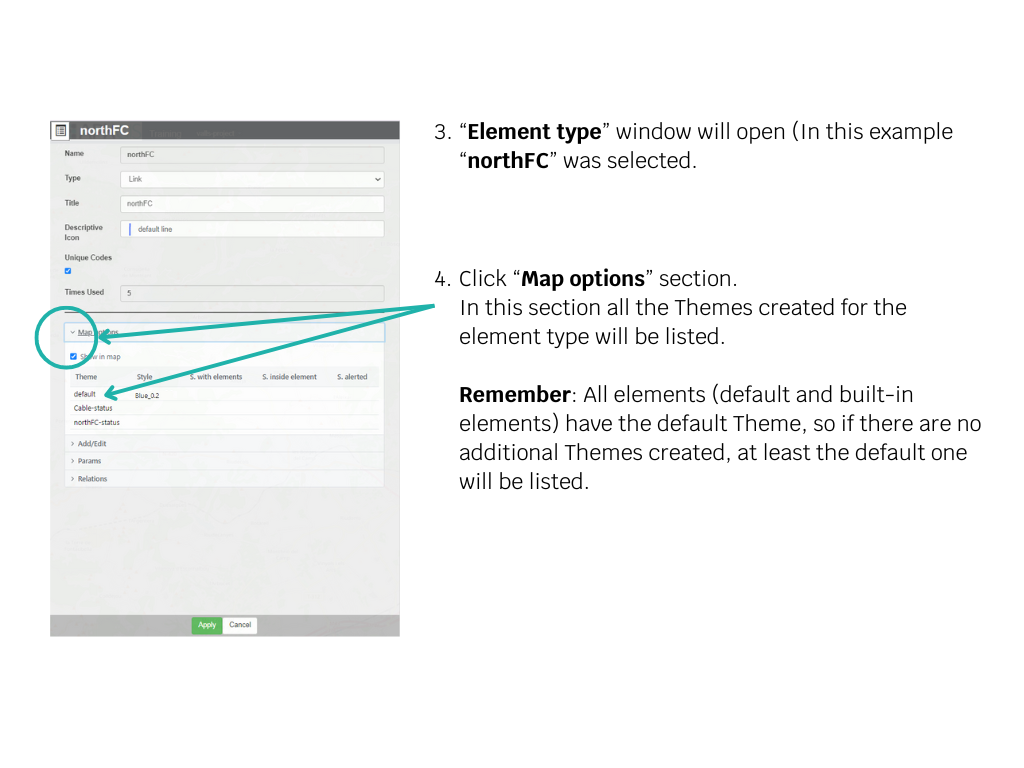 northFC
Name northFC
Type Link
Title northFC
Descriptive Icon default line
Unique Codes
Times Used 5
Map options
Show in map
Theme Style S. with elements S. inside element S. alerted
default Blue_0.2
Cable-status
northFC-status
Add/Edit
Params
Relations
Apply Cancel
3. “Element type” window will open (In this example
“northFC” was selected.
4. Click “Map options” section.
In this section all the Themes created for the
element type will be listed.
Remember: All elements (default and built-in
elements) have the default Theme, so if there are no
additional Themes created, at least the default one
will be listed.